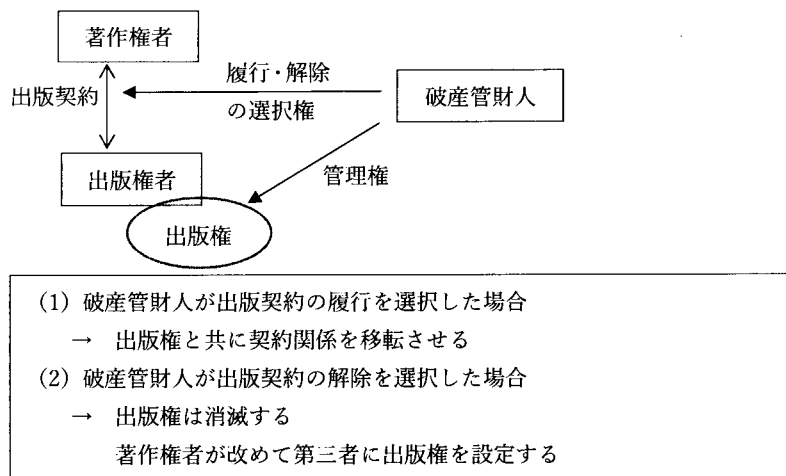 著作権者
履行・解除
出版契約
の選択権
破産管財人
出版権者
管理権
出版権
(1) 破産管財人が出版契約の履行を選択した場合
→ 出版権と共に契約関係を移転させる
(2) 破産管財人が出版契約の解除を選択した場合
→ 出版権は消滅する
著作権者が改めて第三者に出版権を設定する